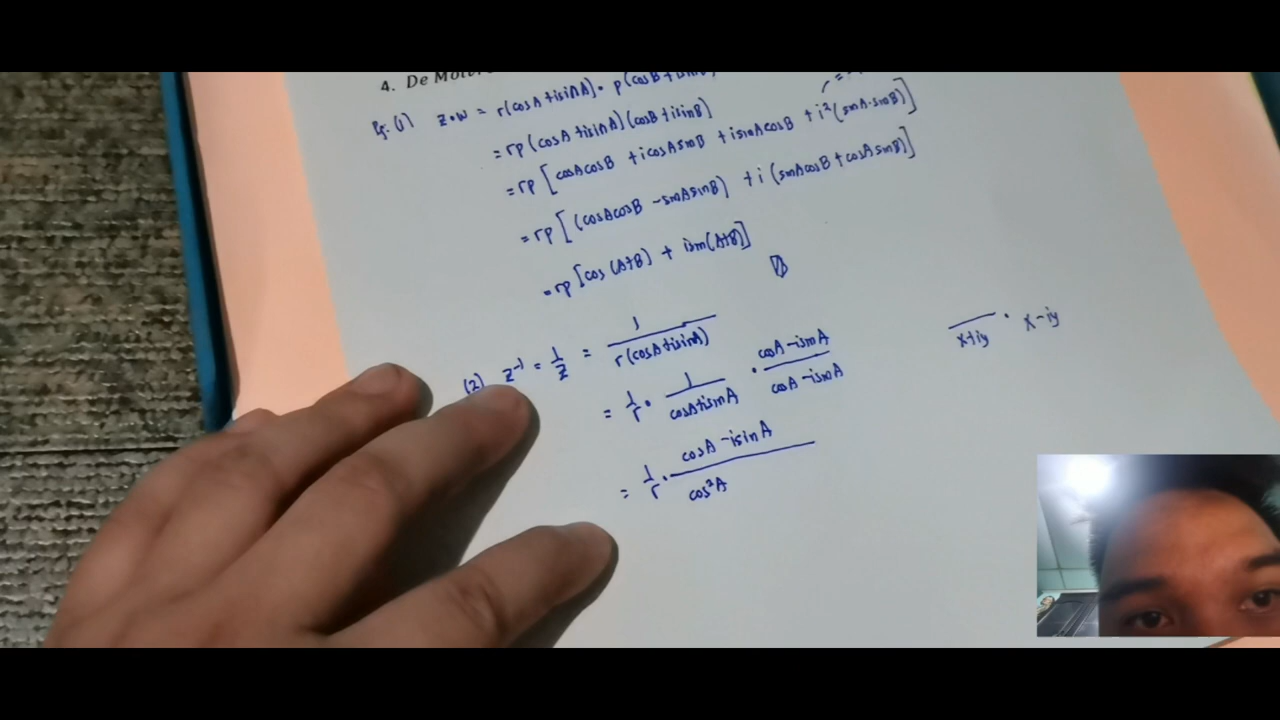 4. De Moivre
Pf. (1) z•w = r(cosA+isinA)• p(cosB+isinB)
= rp(cosA+isinA)(cosB+isinB)
= rp[cosAcosB + icosAsinB + isinAcosB + i²(sinA•sinB)]
= rp[(cosAcosB -sinAsinB) + i(sinAcosB+cosAsinB)]
= rp[cos(A+B) + isin(A+B)]
(2) z⁻¹ = 1/z = 1/r(cosA+isinA)
= 1/r • 1/cosA+isinA • cosA-isinA/cosA-isinA
= 1/r • cosA-isinA/cos²A
/x+iy • x-iy